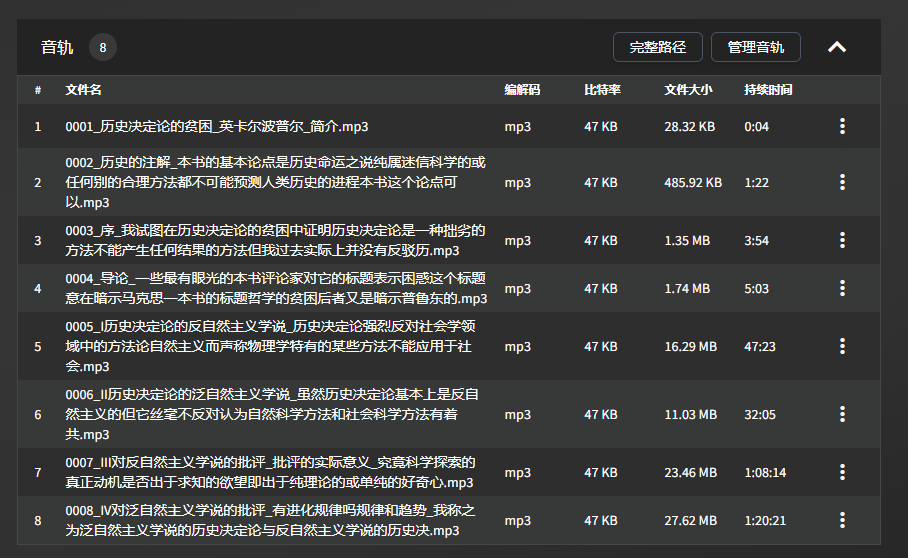 音轨 8 完整路径 管理音轨
# 文件名 编解码 比特率 文件大小 持续时间
1 0001_历史决定论的贫困_英卡尔波普尔_简介.mp3 mp3 47 KB 28.32 KB 0:04
0002_历史的注解_本书的基本论点是历史命运之说纯属迷信科学的或
2 任何别的合理方法都不可能预测人类历史的进程本书这个论点可 mp3 47 KB 485.92 KB 1:22
以.mp3
3 0003_序_我试图在历史决定论的贫困中证明历史决定论是一种拙劣的 mp3 47 KB 1.35 MB 3:54
方法不能产生任何结果的方法但我过去实际上并没有反驳历.mp3
4 0004_导论_一些最有眼光的本书评论家对它的标题表示困惑这个标题 mp3 47 KB 1.74 MB 5:03
意在暗示马克思一本书的标题哲学的贫困后者又是暗示普鲁东的.mp3
0005_I历史决定论的反自然主义学说_历史决定论强烈反对社会学领
5 域中的方法论自然主义而声称物理学特有的某些方法不能应用于社 mp3 47 KB 16.29 MB 47:23
会.mp3
0006_II历史决定论的泛自然主义学说_虽然历史决定论基本上是反自
6 然主义的但它丝毫不反对认为自然科学方法和社会科学方法有着 mp3 47 KB 11.03 MB 32:05
共.mp3
7 0007_III对反自然主义学说的批评_批评的实际意义_究竟科学探索的 mp3 47 KB 23.46 MB 1:08:14
真正动机是否出于求知的欲望即出于纯理论的或单纯的好奇心.mp3
8 0008_IV对泛自然主义学说的批评_有进化规律吗规律和趋势_我称之 mp3 47 KB 27.62 MB 1:20:21
为泛自然主义学说的历史决定论与反自然主义学说的历史决.mp3